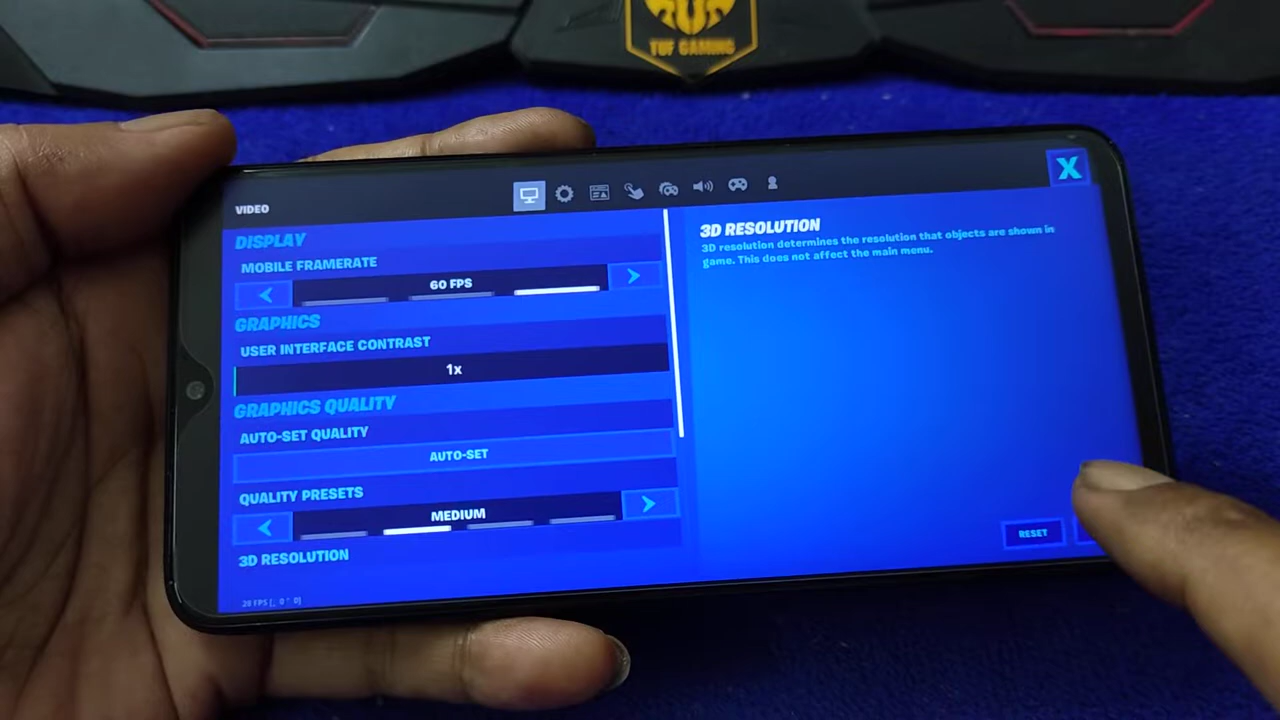 TUF GAMING
X
VIDEO
DISPLAY
MOBILE FRAMERATE
60 FPS
GRAPHICS
USER INTERFACE CONTRAST
1x
GRAPHICS QUALITY
AUTO-SET QUALITY
AUTO-SET
QUALITY PRESETS
MEDIUM
3D RESOLUTION
3D RESOLUTION
3D resolution determines the resolution that objects are shown in
game. This does not affect the main menu.
RESET